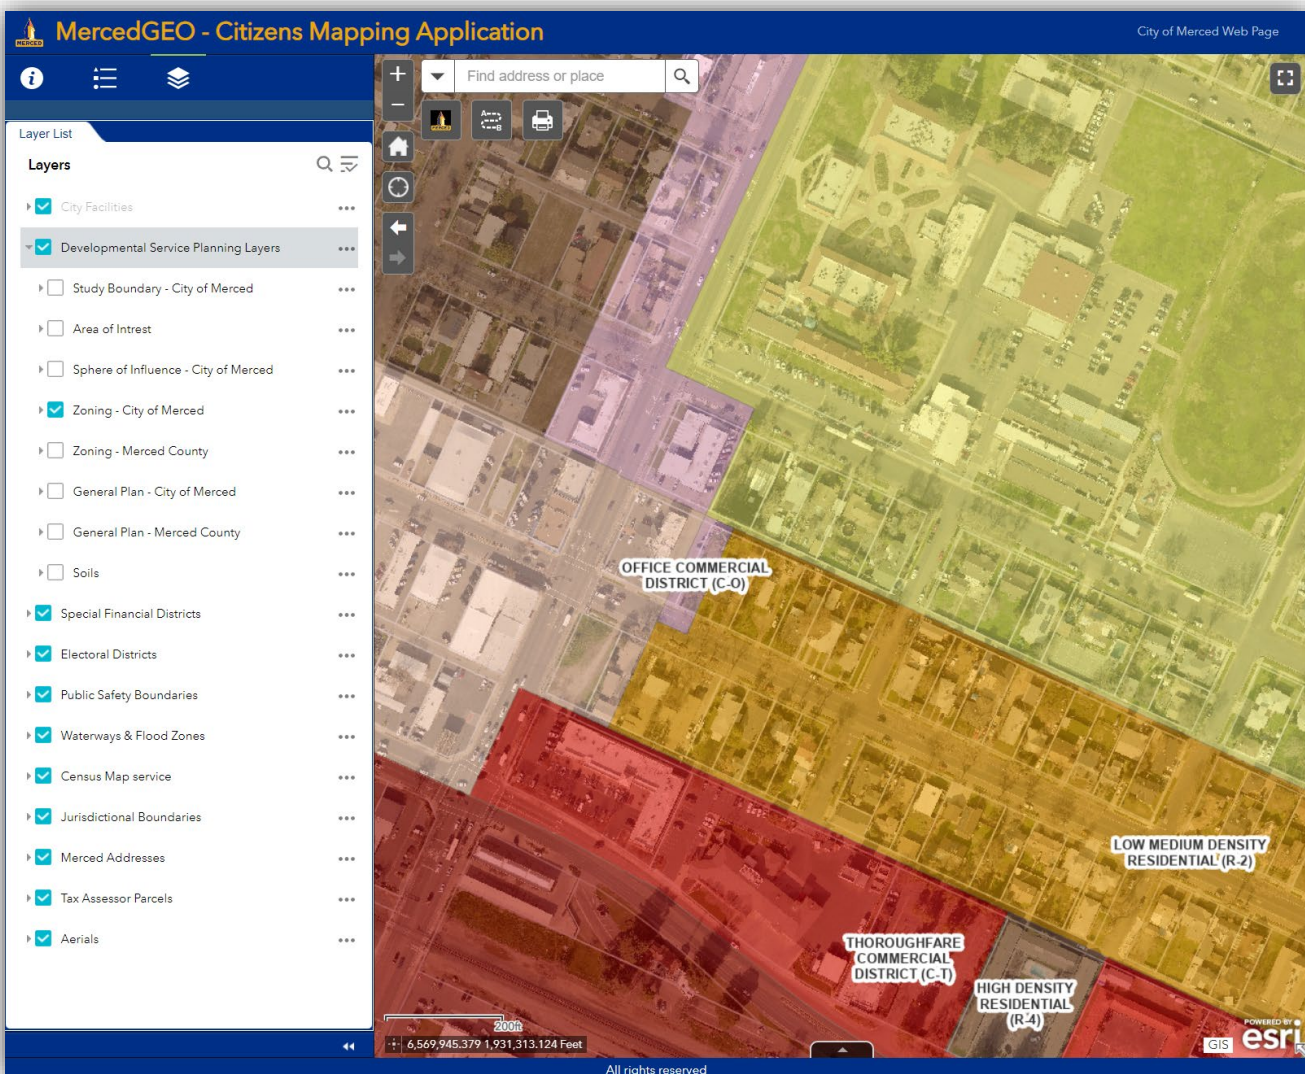 MercedGEO - Citizens Mapping Application
City of Merced Web Page
MERCED
Find address or place
Layer List
Layers
City Facilities
Developmental Service Planning Layers
Study Boundary - City of Merced
Area of Intrest
Sphere of Influence - City of Merced
Zoning - City of Merced
Zoning - Merced County
General Plan - City of Merced
General Plan - Merced County
Soils
Special Financial Districts
Electoral Districts
Public Safety Boundaries
Waterways & Flood Zones
Census Map service
Jurisdictional Boundaries
Merced Addresses
Tax Assessor Parcels
Aerials
OFFICE COMMERCIAL
DISTRICT (C-O)
LOW MEDIUM DENSITY
RESIDENTIAL (R-2)
THOROUGHFARE
COMMERCIAL
DISTRICT (C-T)
HIGH DENSITY
RESIDENTIAL
(R-4)
200ft
6,569,945.379 1,931,313.124 Feet
GIS
POWERED BY
esri
All rights reserved